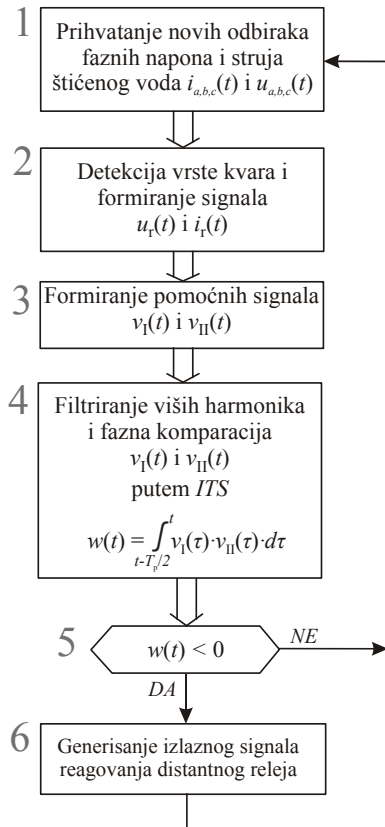 1
Prihvatanje novih odbiraka
faznih napona i struja
štićenog voda i_{a,b,c}(t) i u_{a,b,c}(t)
2
Detekcija vrste kvara i
formiranje signala
u_r(t) i i_r(t)
3
Formiranje pomoćnih signala
v_I(t) i v_II(t)
4
Filtriranje viših harmonika
i fazna komparacija
v_I(t) i v_II(t)
putem ITS
w(t) = ∫_{t-T_p/2}^{t} v_I(τ)·v_II(τ)·dτ
5
w(t) < 0
NE
DA
6
Generisanje izlaznog signala
reagovanja distantnog releja